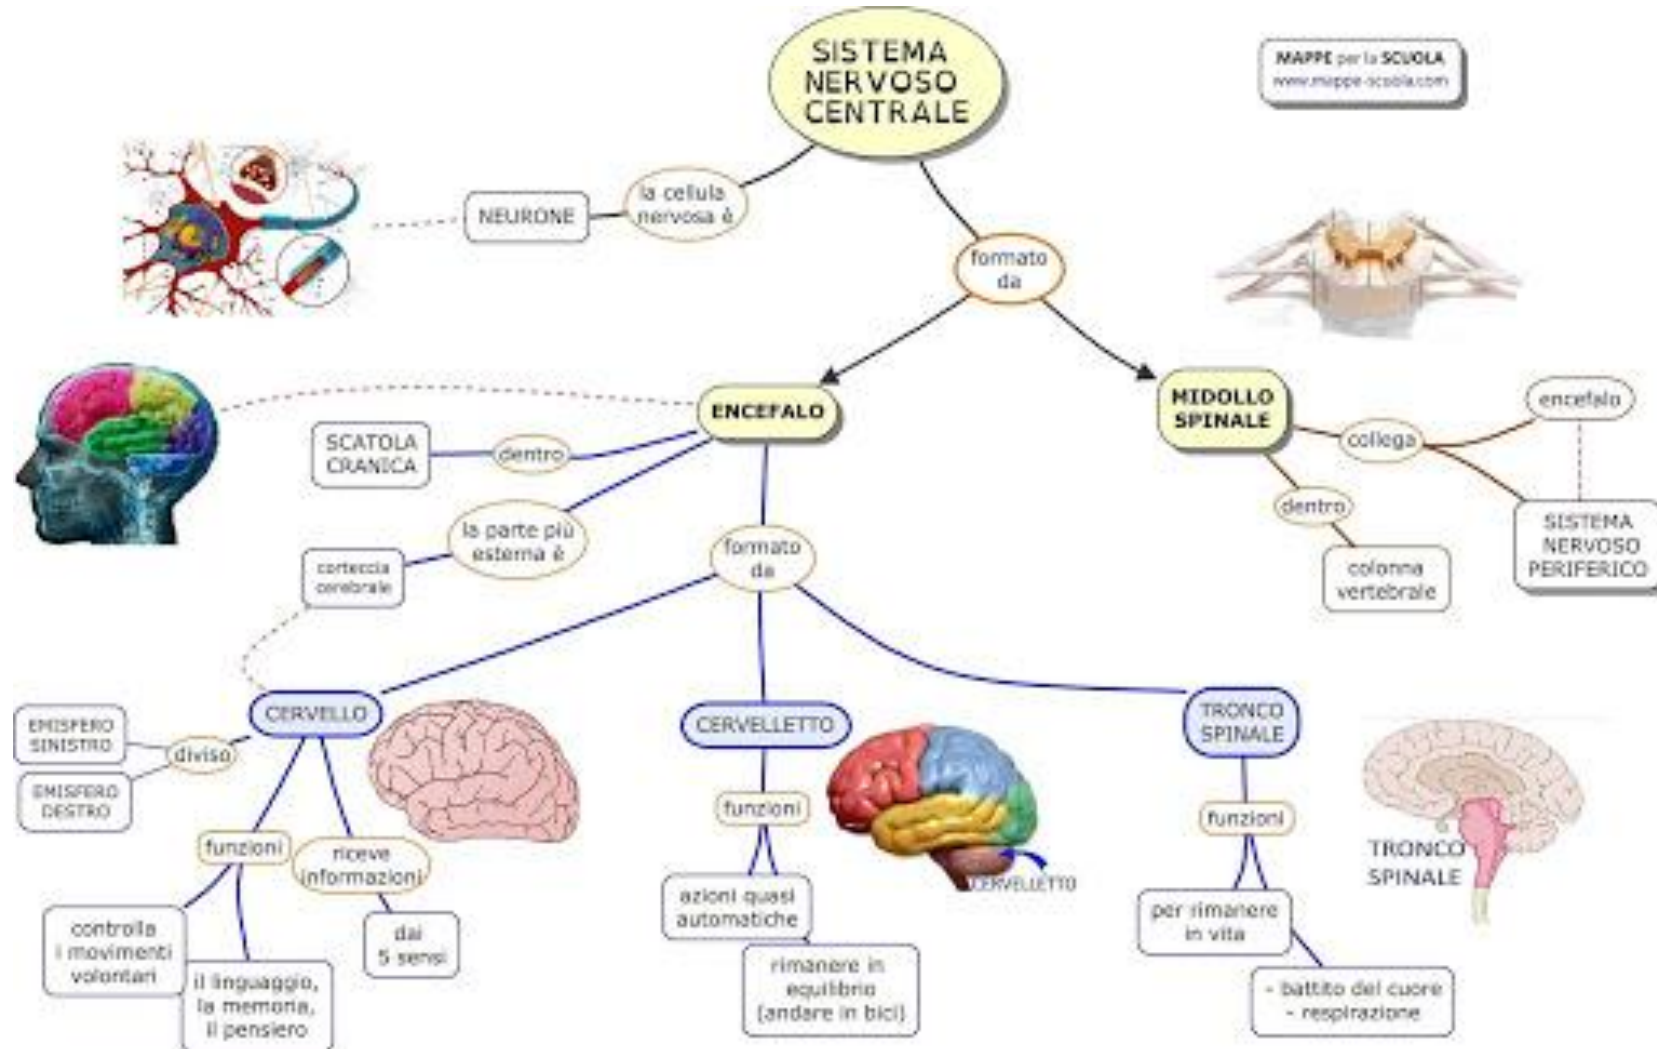 SISTEMA
NERVOSO
CENTRALE
MAPPE per la SCUOLA
www.mappe-scuola.com
la cellula
nervosa è
NEURONE
formato
da
ENCEFALO
MIDOLLO
SPINALE
encefalo
collega
SCATOLA
CRANICA
dentro
dentro
SISTEMA
NERVOSO
PERIFERICO
la parte più
esterna è
formato
da
corteccia
cerebrale
colonna
vertebrale
CERVELLO
EMISFERO
SINISTRO
diviso
EMISFERO
DESTRO
CERVELLETTO
TRONCO
SPINALE
funzioni
riceve
informazioni
funzioni
funzioni
CERVELLETTO
TRONCO
SPINALE
controlla
i movimenti
volontari
il linguaggio,
la memoria,
il pensiero
dai
5 sensi
azioni quasi
automatiche
rimanere in
equilibrio
(andare in bici)
per rimanere
in vita
- battito del cuore
- respirazione